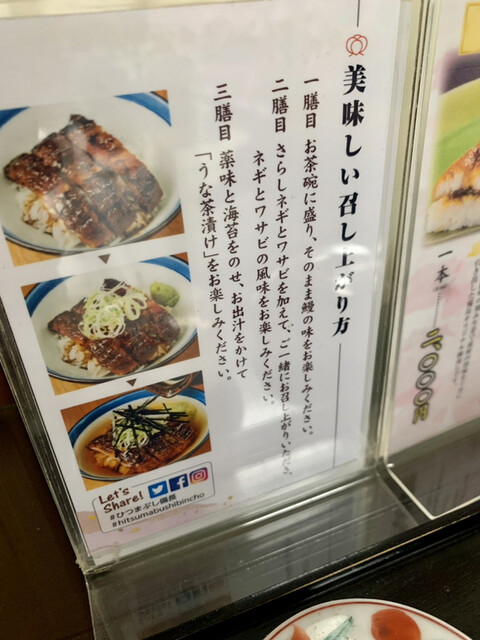 美味しい召し上がり方
一膳目 お茶碗に盛り、そのまま鰻の味をお楽しみください。
二膳目 さらしネギとワサビを加えて、ご一緒にお召し上がりいただき、
ネギとワサビの風味をお楽しみください。
三膳目 薬味と海苔をのせ、お出汁をかけて
「うな茶漬け」をお楽しみください。
Let's
Share!
#ひつまぶし備長
#hitsumabushibincho
一本
二、〇〇〇円